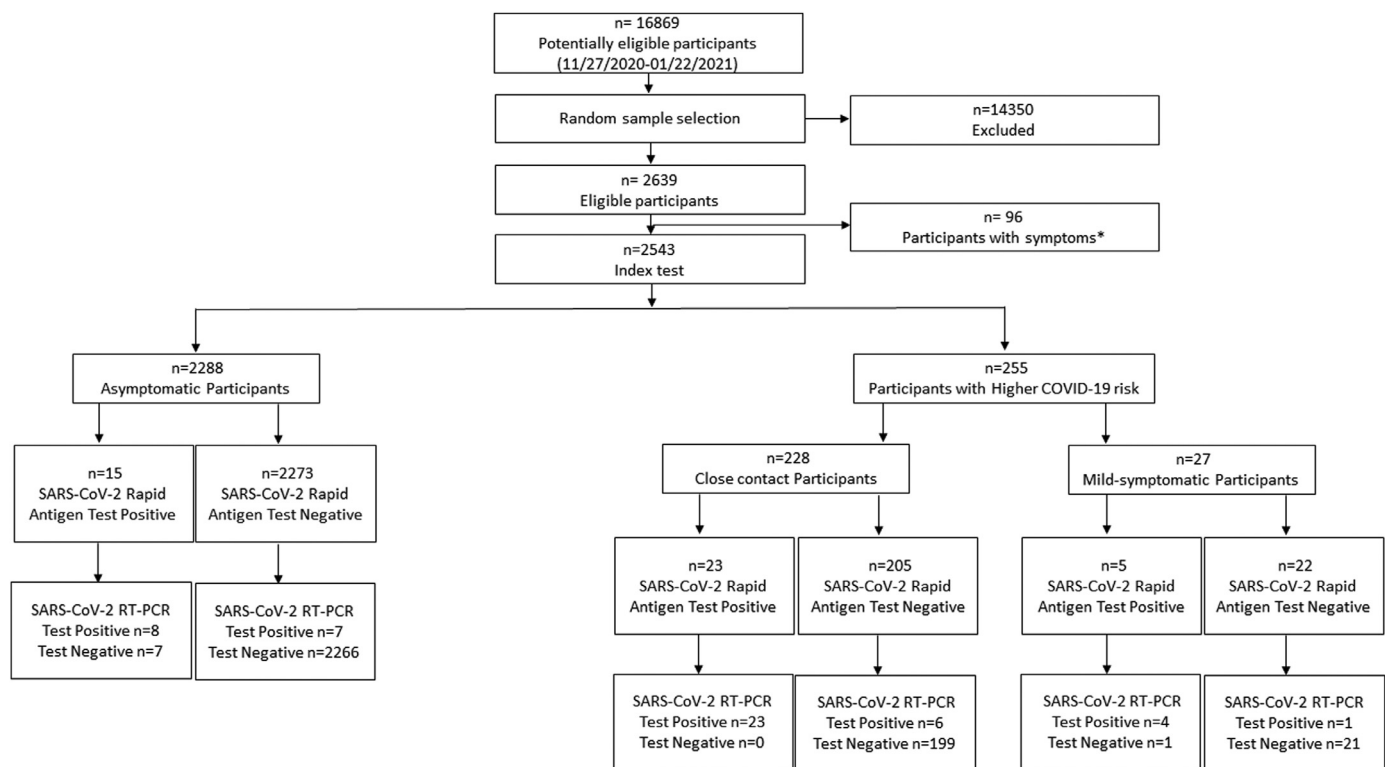 n= 16869
Potentially eligible participants
(11/27/2020-01/22/2021)
Random sample selection
n=14350
Excluded
n= 2639
Eligible participants
n= 96
Participants with symptoms*
n=2543
Index test
n=2288
Asymptomatic Participants
n=255
Participants with Higher COVID-19 risk
n=15
SARS-CoV-2 Rapid
Antigen Test Positive
n=2273
SARS-CoV-2 Rapid
Antigen Test Negative
n=228
Close contact Participants
n=27
Mild-symptomatic Participants
n=23
SARS-CoV-2 Rapid
Antigen Test Positive
n=205
SARS-CoV-2 Rapid
Antigen Test Negative
n=5
SARS-CoV-2 Rapid
Antigen Test Positive
n=22
SARS-CoV-2 Rapid
Antigen Test Negative
SARS-CoV-2 RT-PCR
Test Positive n=8
Test Negative n=7
SARS-CoV-2 RT-PCR
Test Positive n=7
Test Negative n=2266
SARS-CoV-2 RT-PCR
Test Positive n=23
Test Negative n=0
SARS-CoV-2 RT-PCR
Test Positive n=6
Test Negative n=199
SARS-CoV-2 RT-PCR
Test Positive n=4
Test Negative n=1
SARS-CoV-2 RT-PCR
Test Positive n=1
Test Negative n=21